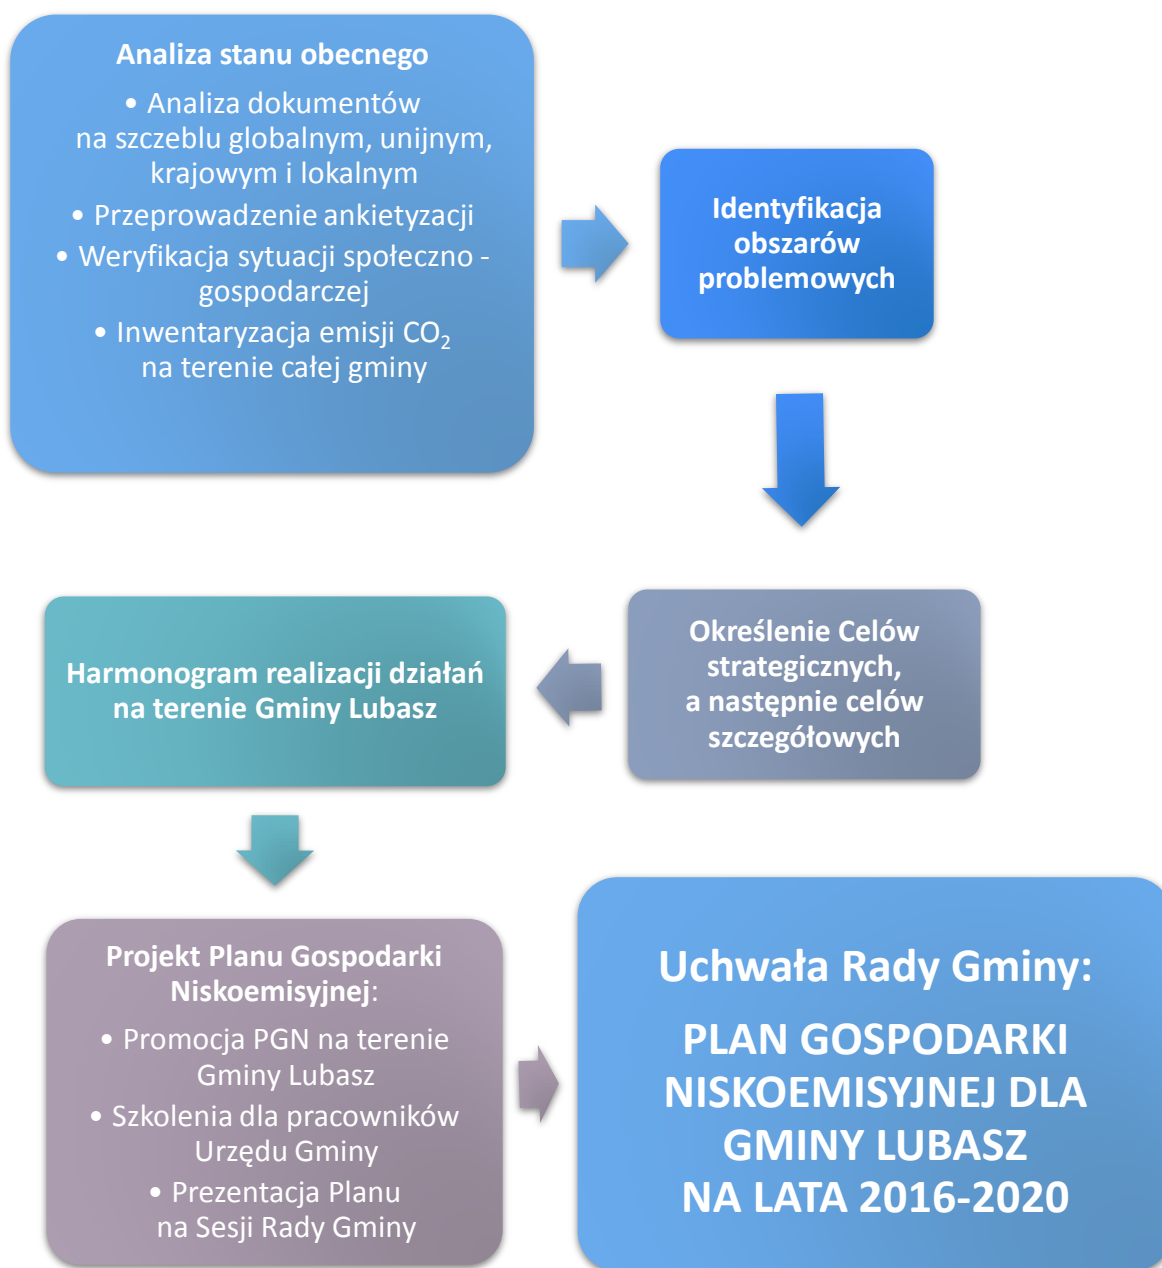 Analiza stanu obecnego
• Analiza dokumentów
na szczeblu globalnym, unijnym,
krajowym i lokalnym
• Przeprowadzenie ankietyzacji
• Weryfikacja sytuacji społeczno -
gospodarczej
• Inwentaryzacja emisji CO₂
na terenie całej gminy
Identyfikacja
obszarów
problemowych
Określenie Celów
strategicznych,
a następnie celów
szczegółowych
Harmonogram realizacji działań
na terenie Gminy Lubasz
Projekt Planu Gospodarki
Niskoemisyjnej:
• Promocja PGN na terenie
Gminy Lubasz
• Szkolenia dla pracowników
Urzędu Gminy
• Prezentacja Planu
na Sesji Rady Gminy
Uchwała Rady Gminy:
PLAN GOSPODARKI
NISKOEMISYJNEJ DLA
GMINY LUBASZ
NA LATA 2016-2020